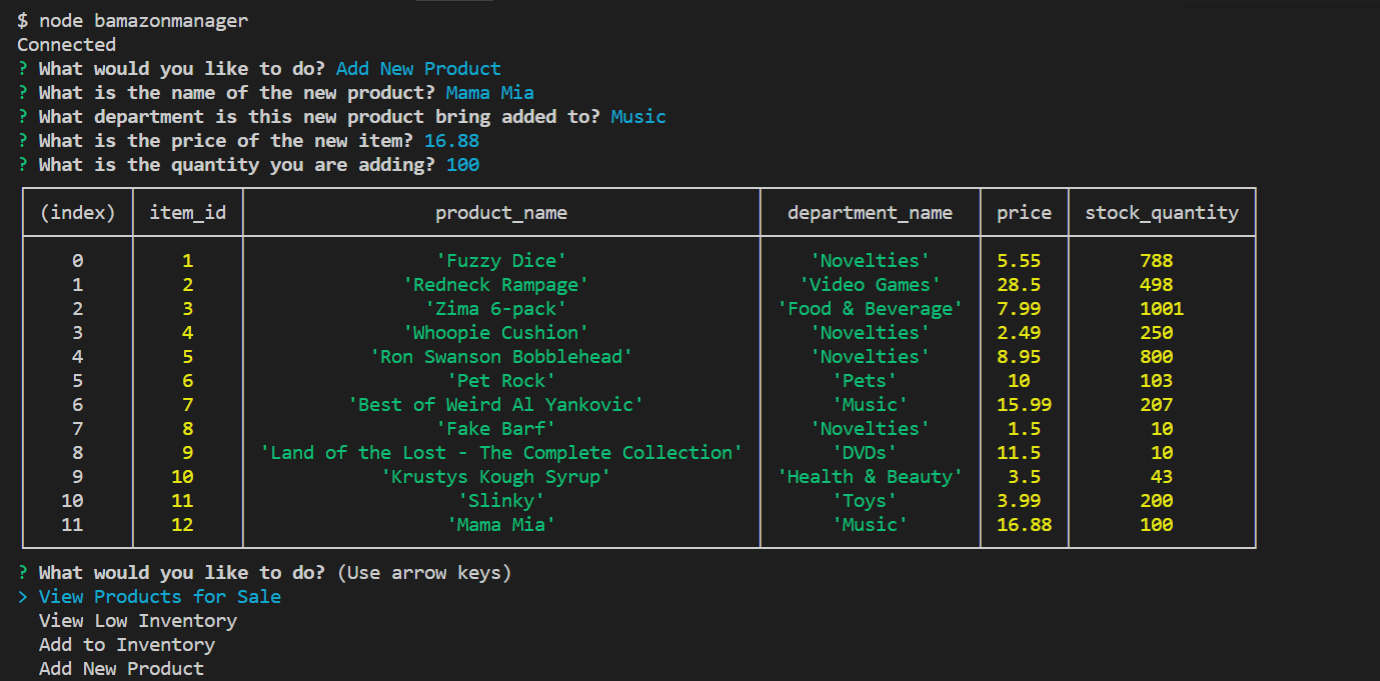 $ node bamazonmanager
Connected
? What would you like to do? Add New Product
? What is the name of the new product? Mama Mia
? What department is this new product bring added to? Music
? What is the price of the new item? 16.88
? What is the quantity you are adding? 100
(index) item_id product_name department_name price stock_quantity
0 1 'Fuzzy Dice' 'Novelties' 5.55 788
1 2 'Redneck Rampage' 'Video Games' 28.5 498
2 3 'Zima 6-pack' 'Food & Beverage' 7.99 1001
3 4 'Whoopie Cushion' 'Novelties' 2.49 250
4 5 'Ron Swanson Bobblehead' 'Novelties' 8.95 800
5 6 'Pet Rock' 'Pets' 10 103
6 7 'Best of Weird Al Yankovic' 'Music' 15.99 207
7 8 'Fake Barf' 'Novelties' 1.5 10
8 9 'Land of the Lost - The Complete Collection' 'DVDs' 11.5 10
9 10 'Krustys Kough Syrup' 'Health & Beauty' 3.5 43
10 11 'Slinky' 'Toys' 3.99 200
11 12 'Mama Mia' 'Music' 16.88 100
? What would you like to do? (Use arrow keys)
> View Products for Sale
View Low Inventory
Add to Inventory
Add New Product